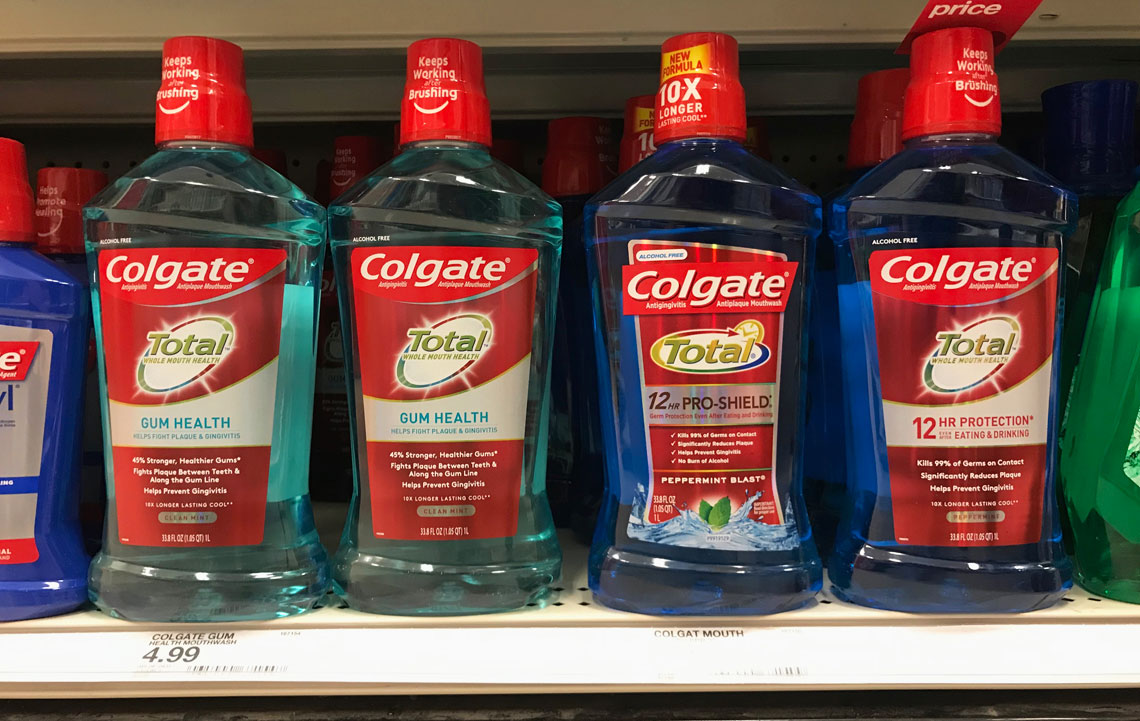 price
Keeps
Working
after
Brushing
ALCOHOL FREE
Colgate®
Antigingivitis Antiplaque Mouthwash
Total
WHOLE MOUTH HEALTH
GUM HEALTH
HELPS FIGHT PLAQUE & GINGIVITIS
45% Stronger, Healthier Gums*
Fights Plaque Between Teeth &
Along the Gum Line
Helps Prevent Gingivitis
10X LONGER LASTING COOL**
CLEAN MINT
33.8 FL OZ (1.05 QT) 1L
Keeps
Working
after
Brushing
ALCOHOL FREE
Colgate®
Antigingivitis Antiplaque Mouthwash
Total
WHOLE MOUTH HEALTH
GUM HEALTH
HELPS FIGHT PLAQUE & GINGIVITIS
45% Stronger, Healthier Gums*
Fights Plaque Between Teeth &
Along the Gum Line
Helps Prevent Gingivitis
10X LONGER LASTING COOL**
CLEAN MINT
33.8 FL OZ (1.05 QT) 1L
NEW
FORMULA
10X
LONGER
LASTING COOL**
ALCOHOL FREE
Colgate®
Antigingivitis Antiplaque Mouthwash
Total®
12 HR PRO-SHIELD*
Germ Protection Even After Eating and Drinking
✓ Kills 99% of Germs on Contact
✓ Significantly Reduces Plaque
✓ Helps Prevent Gingivitis
✓ No Burn of Alcohol
PEPPERMINT BLAST®
33.8 FL OZ
(1.05 QT)
1L
Keeps
Working
after
Brushing
ALCOHOL FREE
Colgate®
Antigingivitis Antiplaque Mouthwash
Total
WHOLE MOUTH HEALTH
12 HR PROTECTION*
EVEN AFTER EATING & DRINKING
Kills 99% of Germs on Contact
Significantly Reduces Plaque
Helps Prevent Gingivitis
10X LONGER LASTING COOL**
PEPPERMINT
33.8 FL OZ (1.05 QT) 1L
COLGATE GUM
HEALTH MOUTHWASH
4.99
COLGAT MOUTH